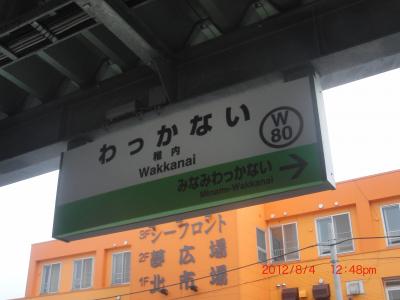 わっかない
稚内
Wakkanai
W
80
みなみわっかない →
Minami-Wakkanai
3F シーフロント
2F 夢広場
1F 北市場
2012/8/4 12:48pm